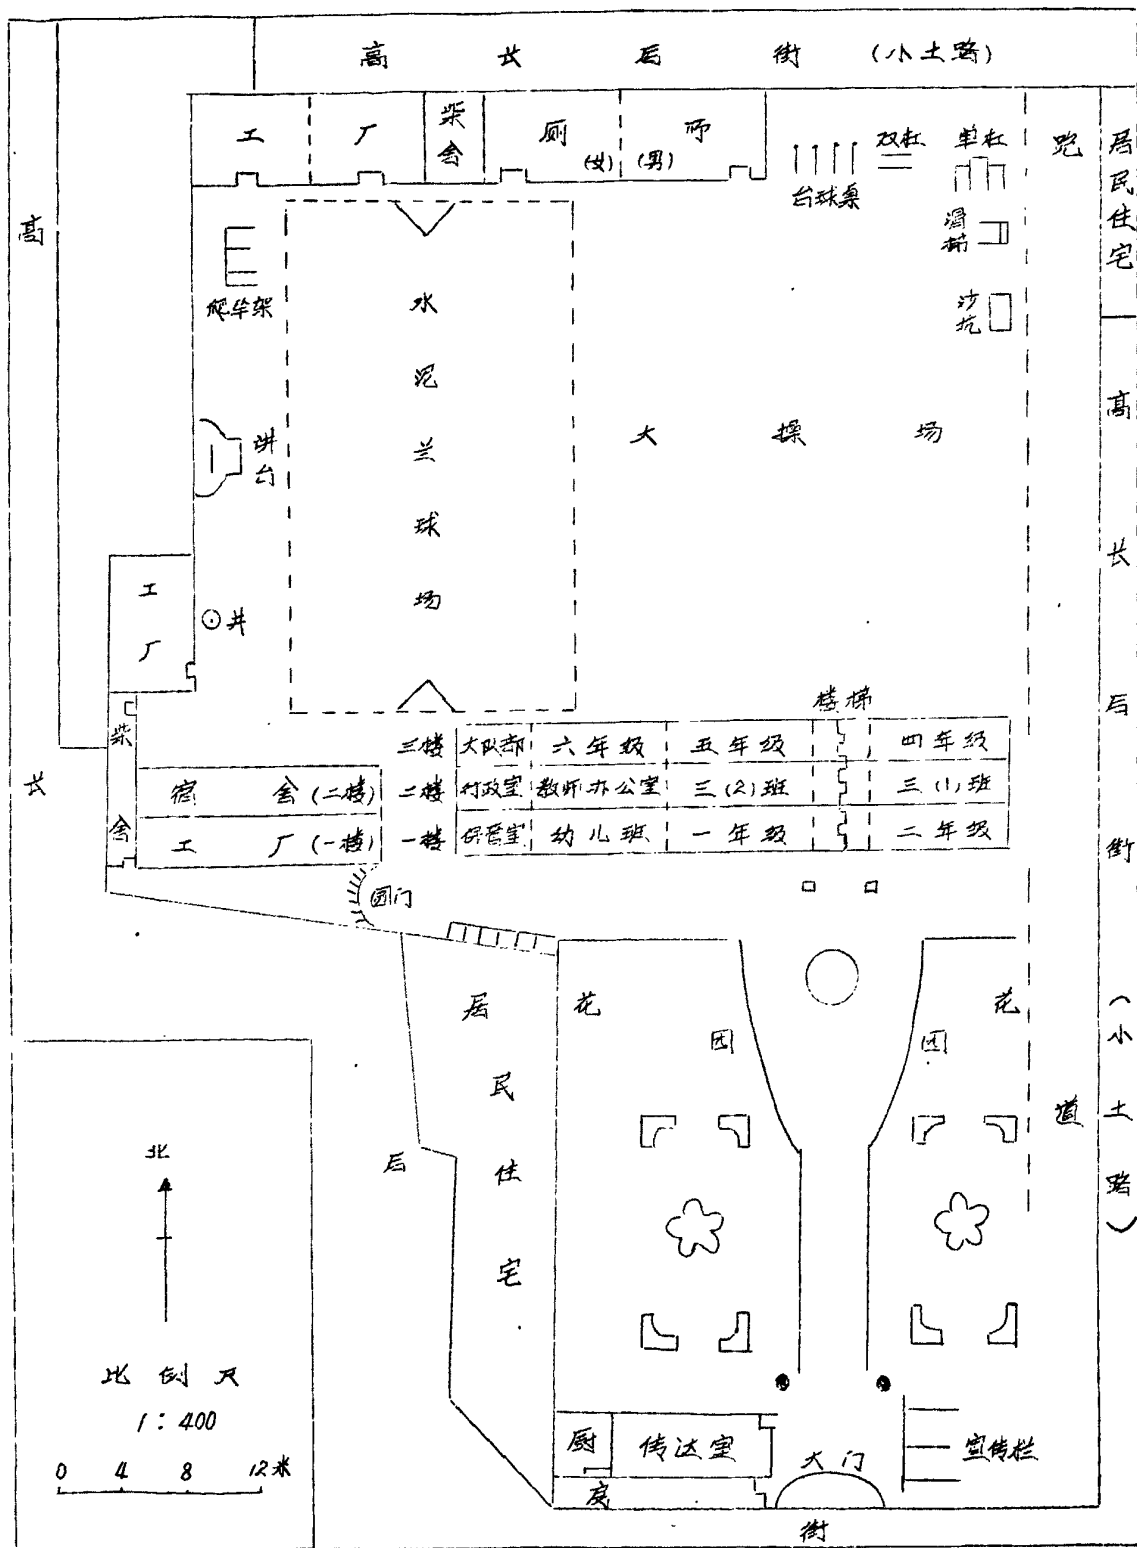 高长后街(小土路)
工厂
柴舍
厕所
(女)
(男)
双杠
单杠
台球桌
滑梯
沙坑
跑道
居民住宅
高长后街(小土路)
高长后街
爬竿架
水泥兰球场
讲台
大操场
工厂
井
柴舍
楼梯
三楼 大队部 六年级 五年级 四年级
宿舍(二楼) 二楼 行政室 教师办公室 三(2)班 三(1)班
工厂(一楼) 一楼 保管室 幼儿班 一年级 二年级
园门
居民住宅
花园
花园
北
比例尺
1:400
0 4 8 12米
厨房
传达室
大门
宣传栏